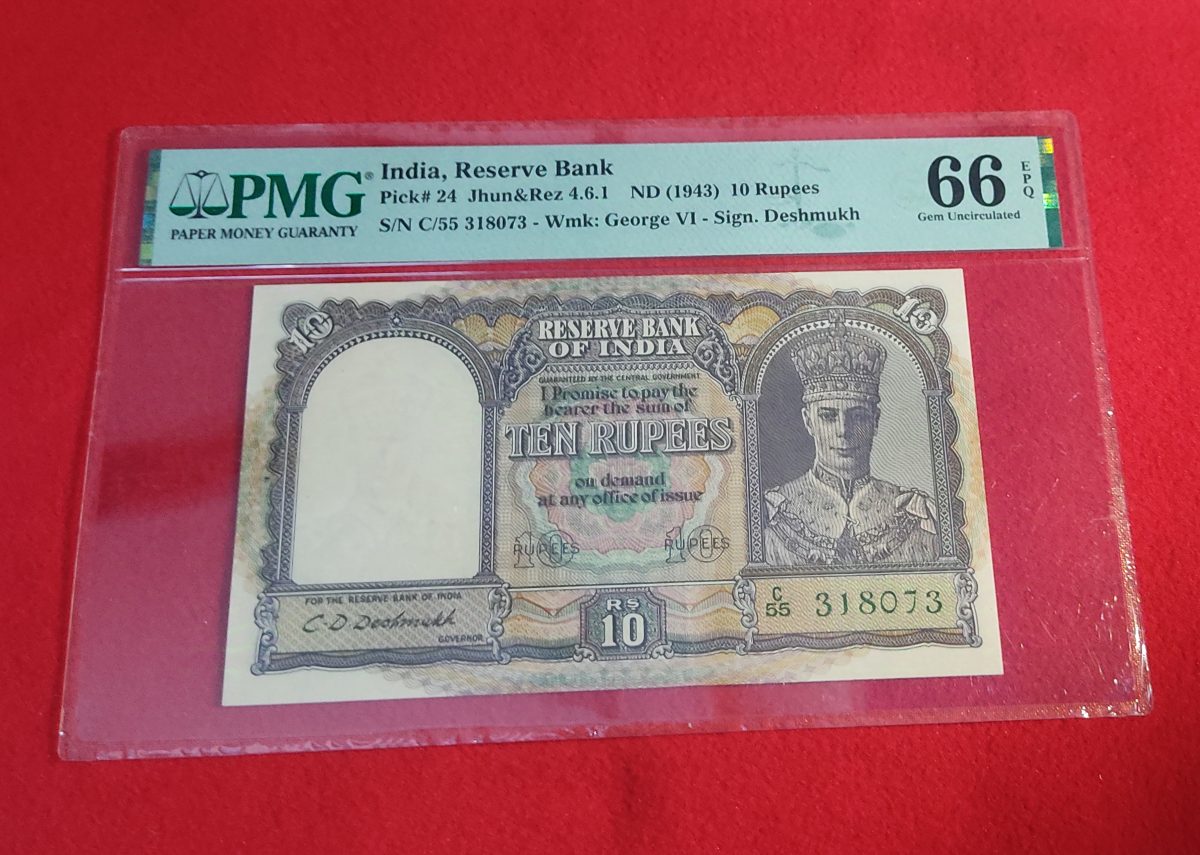 PMG®
PAPER MONEY GUARANTY
India, Reserve Bank
Pick# 24 Jhun&Rez 4.6.1 ND (1943) 10 Rupees
S/N C/55 318073 - Wmk: George VI - Sign. Deshmukh
66 EPQ
Gem Uncirculated
10
10
RESERVE BANK
OF INDIA
GUARANTEED BY THE CENTRAL GOVERNMENT
I Promise to pay the
bearer the sum of
TEN RUPEES
on demand
at any office of issue
10 RUPEES
10 RUPEES
FOR THE RESERVE BANK OF INDIA
C. D. Deshmukh
GOVERNOR
RS
10
C/55 318073